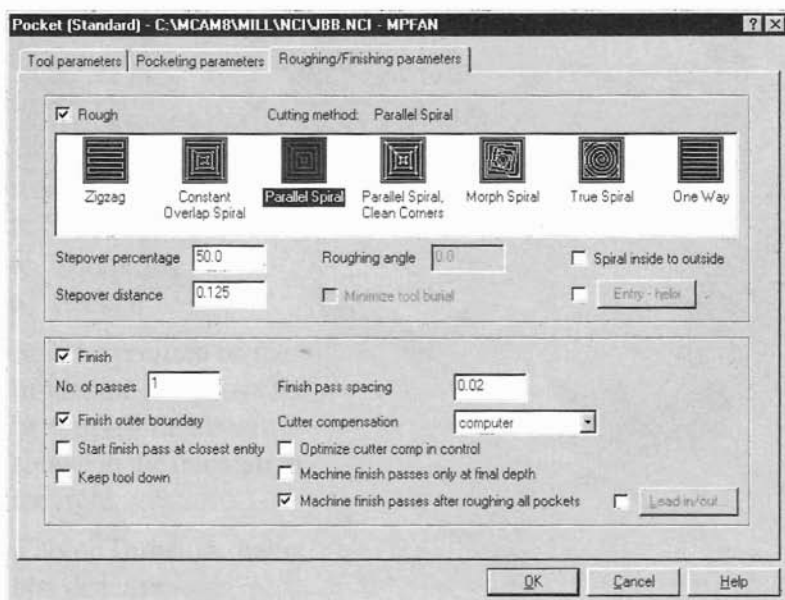 Pocket (Standard) - C:\MCAM8\MILL\NCI\JBB.NCI - MPFAN
? X
Tool parameters
Pocketing parameters
Roughing/Finishing parameters
Rough
Cutting method: Parallel Spiral
Zigzag
Constant Overlap Spiral
Parallel Spiral
Parallel Spiral, Clean Corners
Morph Spiral
True Spiral
One Way
Stepover percentage 50.0
Roughing angle 0.0
Spiral inside to outside
Stepover distance 0.125
Minimize tool burial
Entry - helix
Finish
No. of passes 1
Finish pass spacing 0.02
Finish outer boundary
Cutter compensation computer
Start finish pass at closest entity
Optimize cutter comp in control
Keep tool down
Machine finish passes only at final depth
Machine finish passes after roughing all pockets
Lead in/out...
OK
Cancel
Help